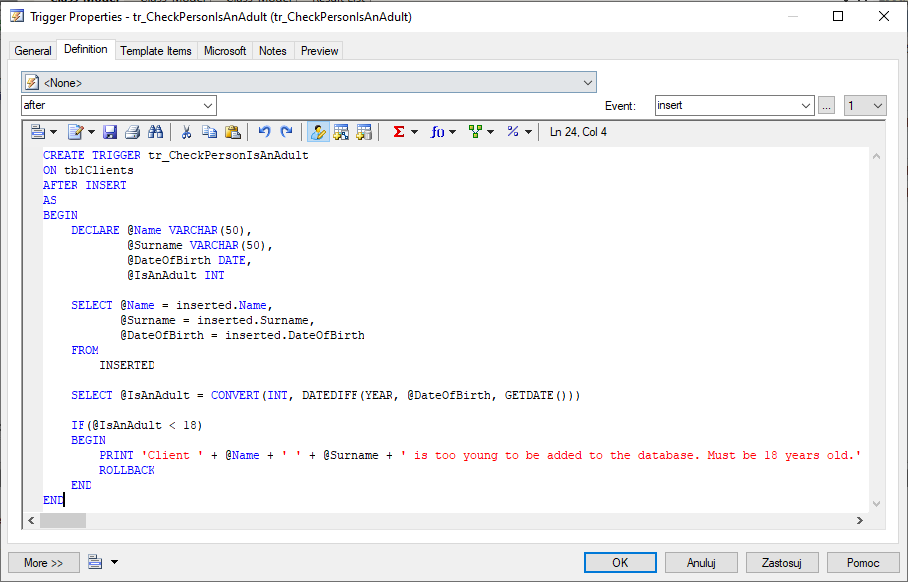 Trigger Properties - tr_CheckPersonIsAnAdult (tr_CheckPersonIsAnAdult)
General Definition Template Items Microsoft Notes Preview
<None>
after Event: insert ... 1
Σ f() % Ln 24, Col 4
CREATE TRIGGER tr_CheckPersonIsAnAdult
ON tblClients
AFTER INSERT
AS
BEGIN
DECLARE @Name VARCHAR(50),
@Surname VARCHAR(50),
@DateOfBirth DATE,
@IsAnAdult INT
SELECT @Name = inserted.Name,
@Surname = inserted.Surname,
@DateOfBirth = inserted.DateOfBirth
FROM
INSERTED
SELECT @IsAnAdult = CONVERT(INT, DATEDIFF(YEAR, @DateOfBirth, GETDATE()))
IF(@IsAnAdult < 18)
BEGIN
PRINT 'Client ' + @Name + ' ' + @Surname + ' is too young to be added to the database. Must be 18 years old.'
ROLLBACK
END
END
More >> OK Anuluj Zastosuj Pomoc